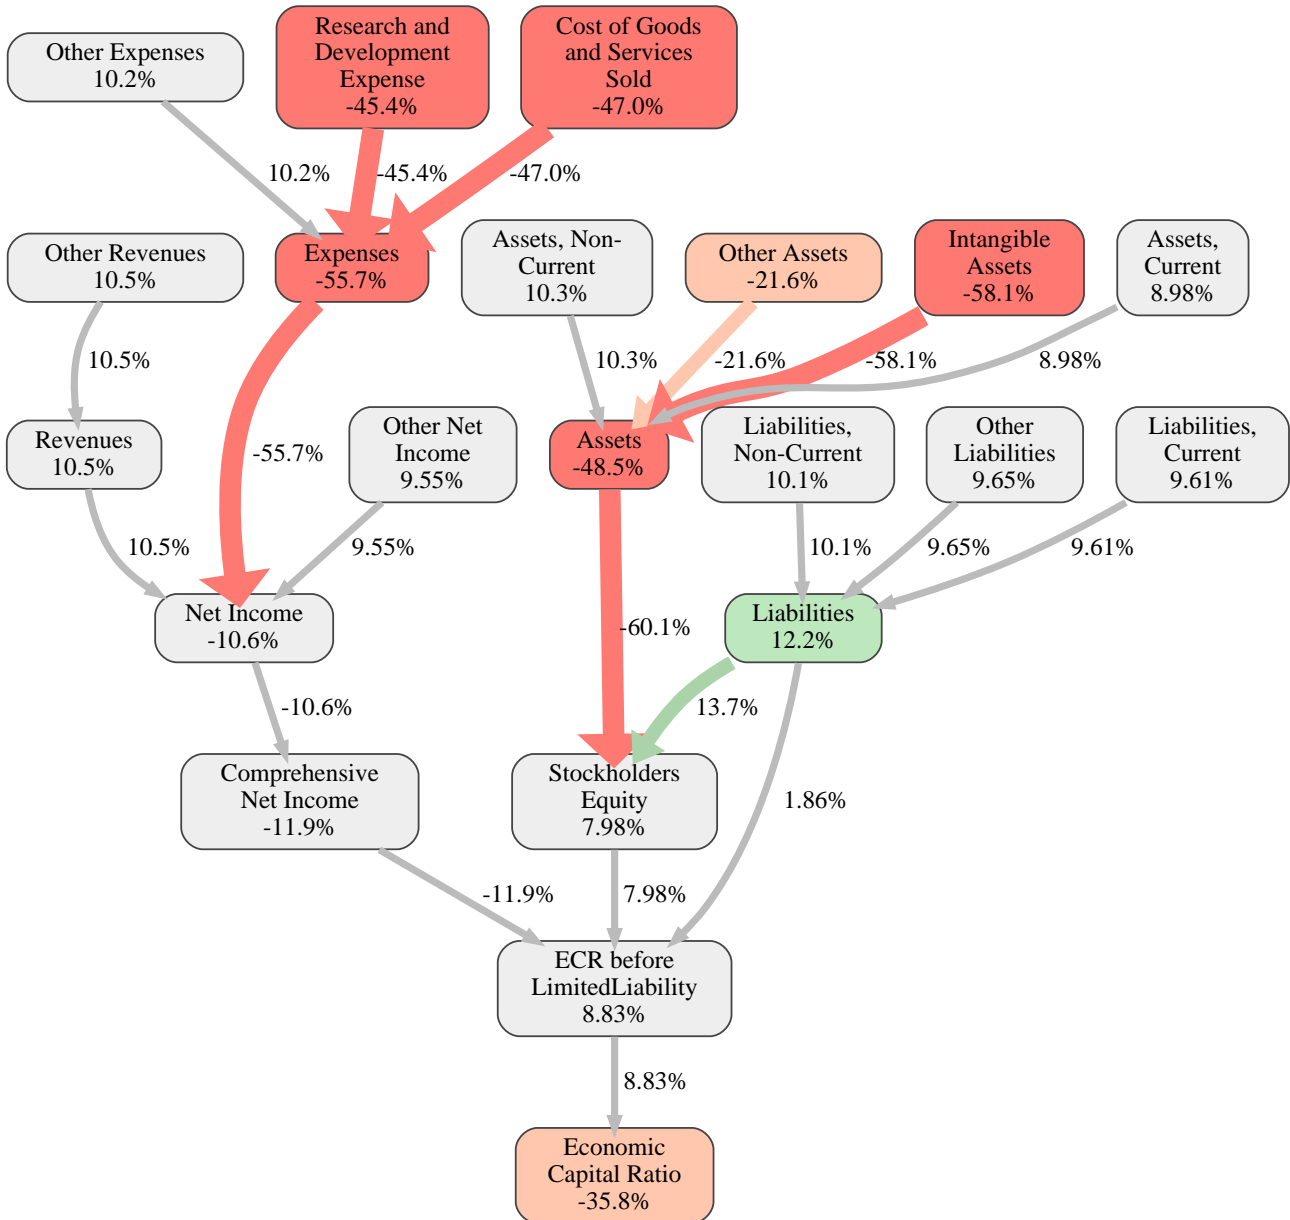 Other Expenses
10.2%
Research and
Development
Expense
-45.4%
Cost of Goods
and Services
Sold
-47.0%
10.2%
-45.4%
-47.0%
Other Revenues
10.5%
Expenses
-55.7%
Assets, Non-
Current
10.3%
Other Assets
-21.6%
Intangible
Assets
-58.1%
Assets,
Current
8.98%
10.5%
10.3%
-21.6%
-58.1%
8.98%
Revenues
10.5%
-55.7%
Other Net
Income
9.55%
Assets
-48.5%
Liabilities,
Non-Current
10.1%
Other
Liabilities
9.65%
Liabilities,
Current
9.61%
10.5%
9.55%
10.1%
9.65%
9.61%
Net Income
-10.6%
-60.1%
Liabilities
12.2%
-10.6%
13.7%
Comprehensive
Net Income
-11.9%
Stockholders
Equity
7.98%
1.86%
-11.9%
7.98%
ECR before
LimitedLiability
8.83%
8.83%
Economic
Capital Ratio
-35.8%